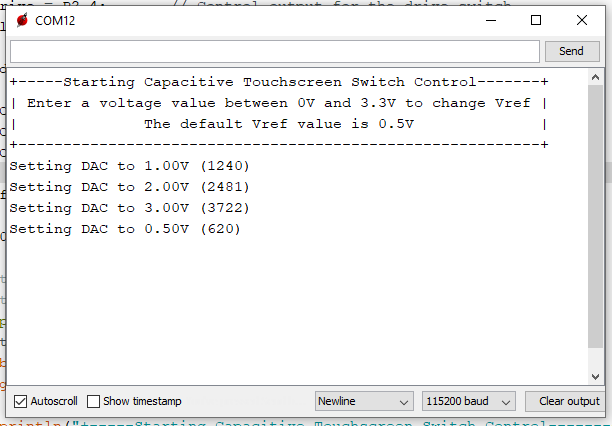 COM12
Send
+-----Starting Capacitive Touchscreen Switch Control-------+
| Enter a voltage value between 0V and 3.3V to change Vref |
|               The default Vref value is 0.5V               |
+----------------------------------------------------------+
Setting DAC to 1.00V (1240)
Setting DAC to 2.00V (2481)
Setting DAC to 3.00V (3722)
Setting DAC to 0.50V (620)
Autoscroll Show timestamp Newline 115200 baud Clear output